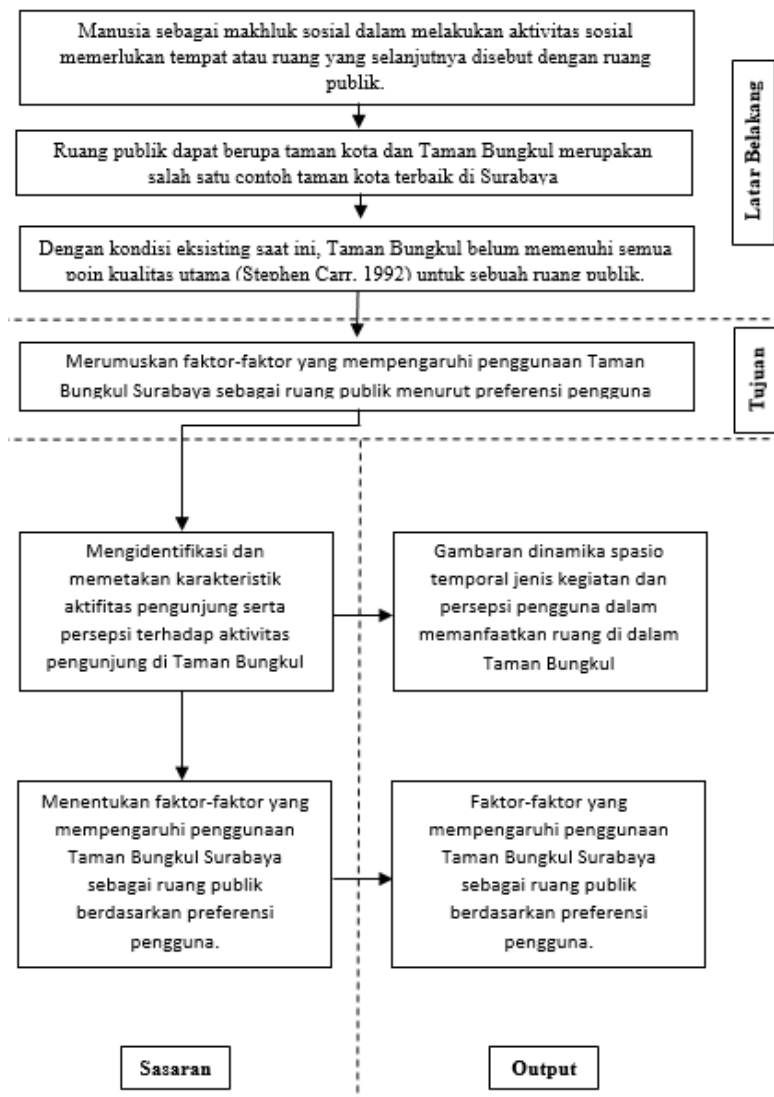 Manusia sebagai makhluk sosial dalam melakukan aktivitas sosial
memerlukan tempat atau ruang yang selanjutnya disebut dengan ruang
publik.
Latar Belakang
Ruang publik dapat berupa taman kota dan Taman Bungkul merupakan
salah satu contoh taman kota terbaik di Surabaya
Dengan kondisi eksisting saat ini, Taman Bungkul belum memenuhi semua
poin kualitas utama (Stephen Carr, 1992) untuk sebuah ruang publik.
Merumuskan faktor-faktor yang mempengaruhi penggunaan Taman
Bungkul Surabaya sebagai ruang publik menurut preferensi pengguna
Tujuan
Mengidentifikasi dan
memetakan karakteristik
aktifitas pengunjung serta
persepsi terhadap aktivitas
pengunjung di Taman Bungkul
Gambaran dinamika spasio
temporal jenis kegiatan dan
persepsi pengguna dalam
memanfaatkan ruang di dalam
Taman Bungkul
Menentukan faktor-faktor yang
mempengaruhi penggunaan
Taman Bungkul Surabaya
sebagai ruang publik
berdasarkan preferensi
pengguna.
Faktor-faktor yang
mempengaruhi penggunaan
Taman Bungkul Surabaya
sebagai ruang publik
berdasarkan preferensi
pengguna.
Sasaran
Output